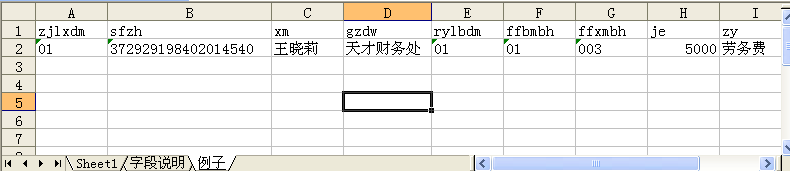 A B C D E F G H I
1 zjlxdm sfzh xm gzdw rylbdm ffbmbh ffxmbh je zy
2 01 372929198402014540 王晓莉 天才财务处 01 01 003 5000 劳务费
3
4
5
6
7
Sheet1 字段说明 例子